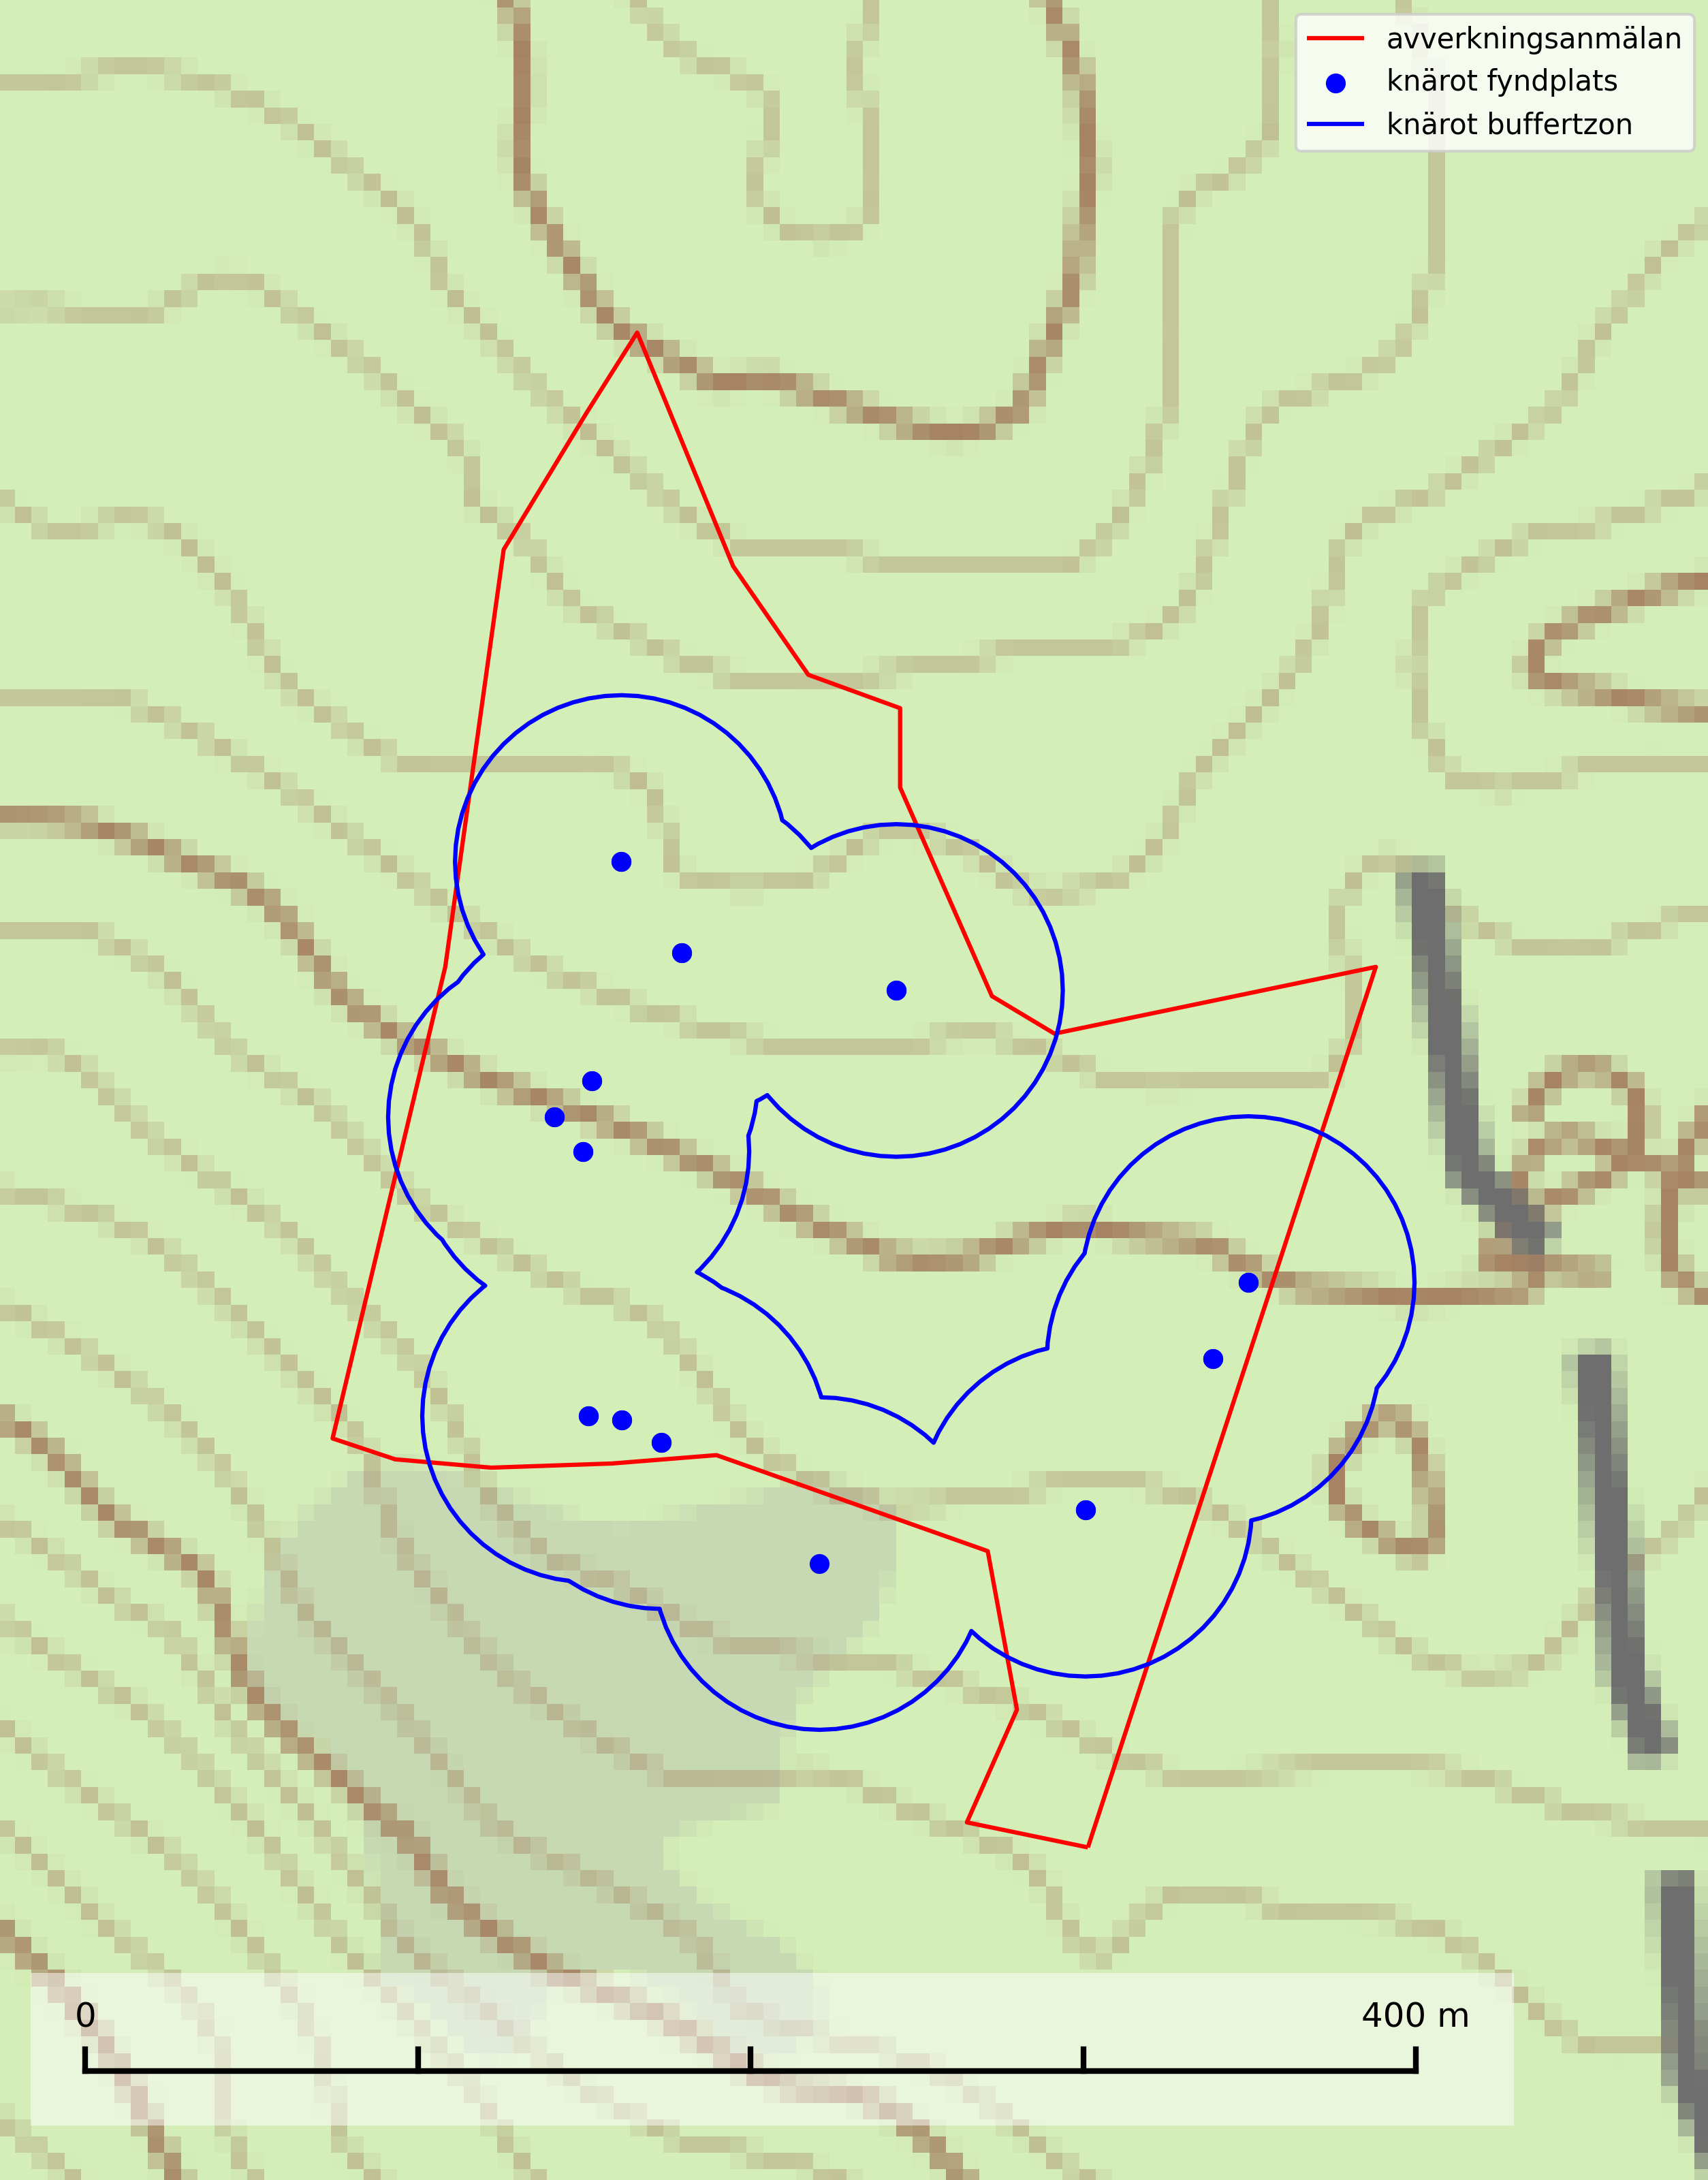 avverkningsanmälan
knärot fyndplats
knärot buffertzon
0 400 m